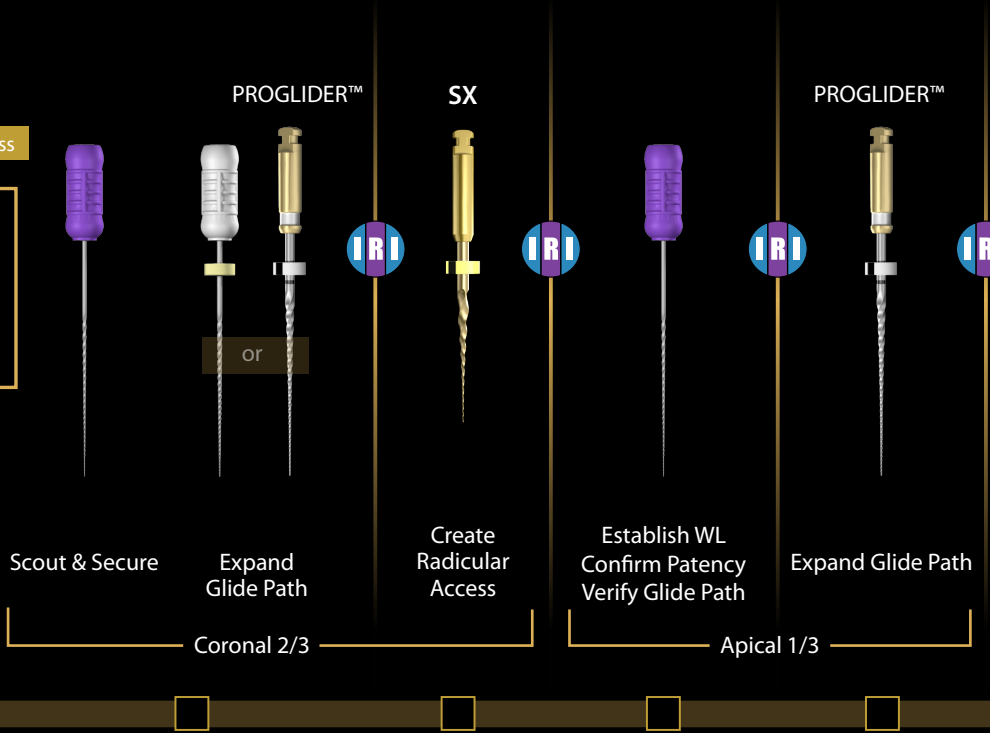 PROGLIDER™
SX
PROGLIDER™
ss
IRI
IRI
IRI
IR
or
Scout & Secure
Expand
Glide Path
Create
Radicular
Access
Establish WL
Confirm Patency
Verify Glide Path
Expand Glide Path
Coronal 2/3
Apical 1/3